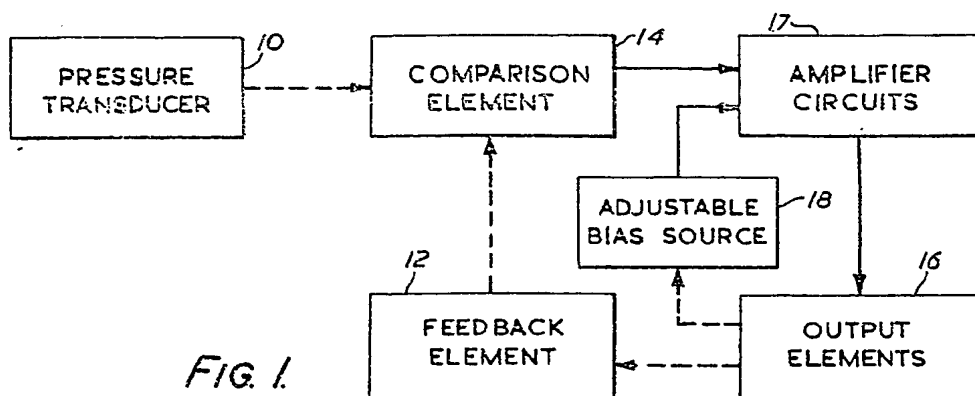 10
PRESSURE
TRANSDUCER
14
COMPARISON
ELEMENT
17
AMPLIFIER
CIRCUITS
ADJUSTABLE
BIAS SOURCE
18
12
FEEDBACK
ELEMENT
16
OUTPUT
ELEMENTS
FIG. 1.